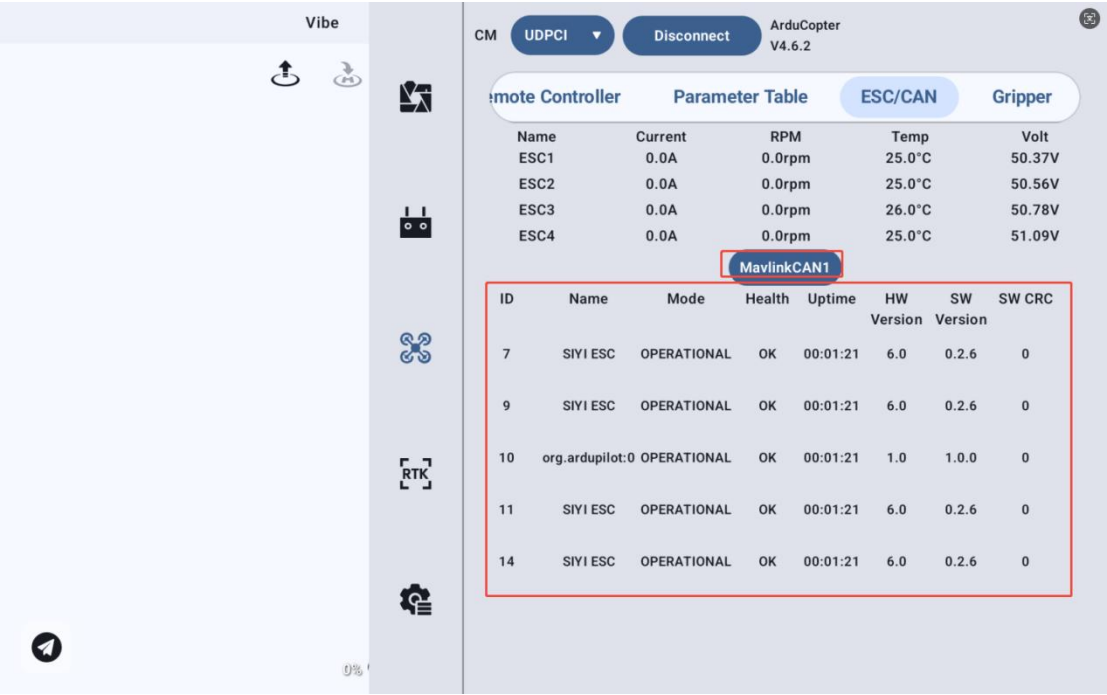 Vibe
CM UDPCI ▼ Disconnect ArduCopter
V4.6.2
emote Controller Parameter Table ESC/CAN Gripper
Name Current RPM Temp Volt
ESC1 0.0A 0.0rpm 25.0°C 50.37V
ESC2 0.0A 0.0rpm 25.0°C 50.56V
ESC3 0.0A 0.0rpm 26.0°C 50.78V
ESC4 0.0A 0.0rpm 25.0°C 51.09V
MavlinkCAN1
ID Name Mode Health Uptime HW SW SW CRC
Version Version
7 SIYI ESC OPERATIONAL OK 00:01:21 6.0 0.2.6 0
9 SIYI ESC OPERATIONAL OK 00:01:21 6.0 0.2.6 0
10 org.ardupilot:0 OPERATIONAL OK 00:01:21 1.0 1.0.0 0
11 SIYI ESC OPERATIONAL OK 00:01:21 6.0 0.2.6 0
14 SIYI ESC OPERATIONAL OK 00:01:21 6.0 0.2.6 0
RTK
0%